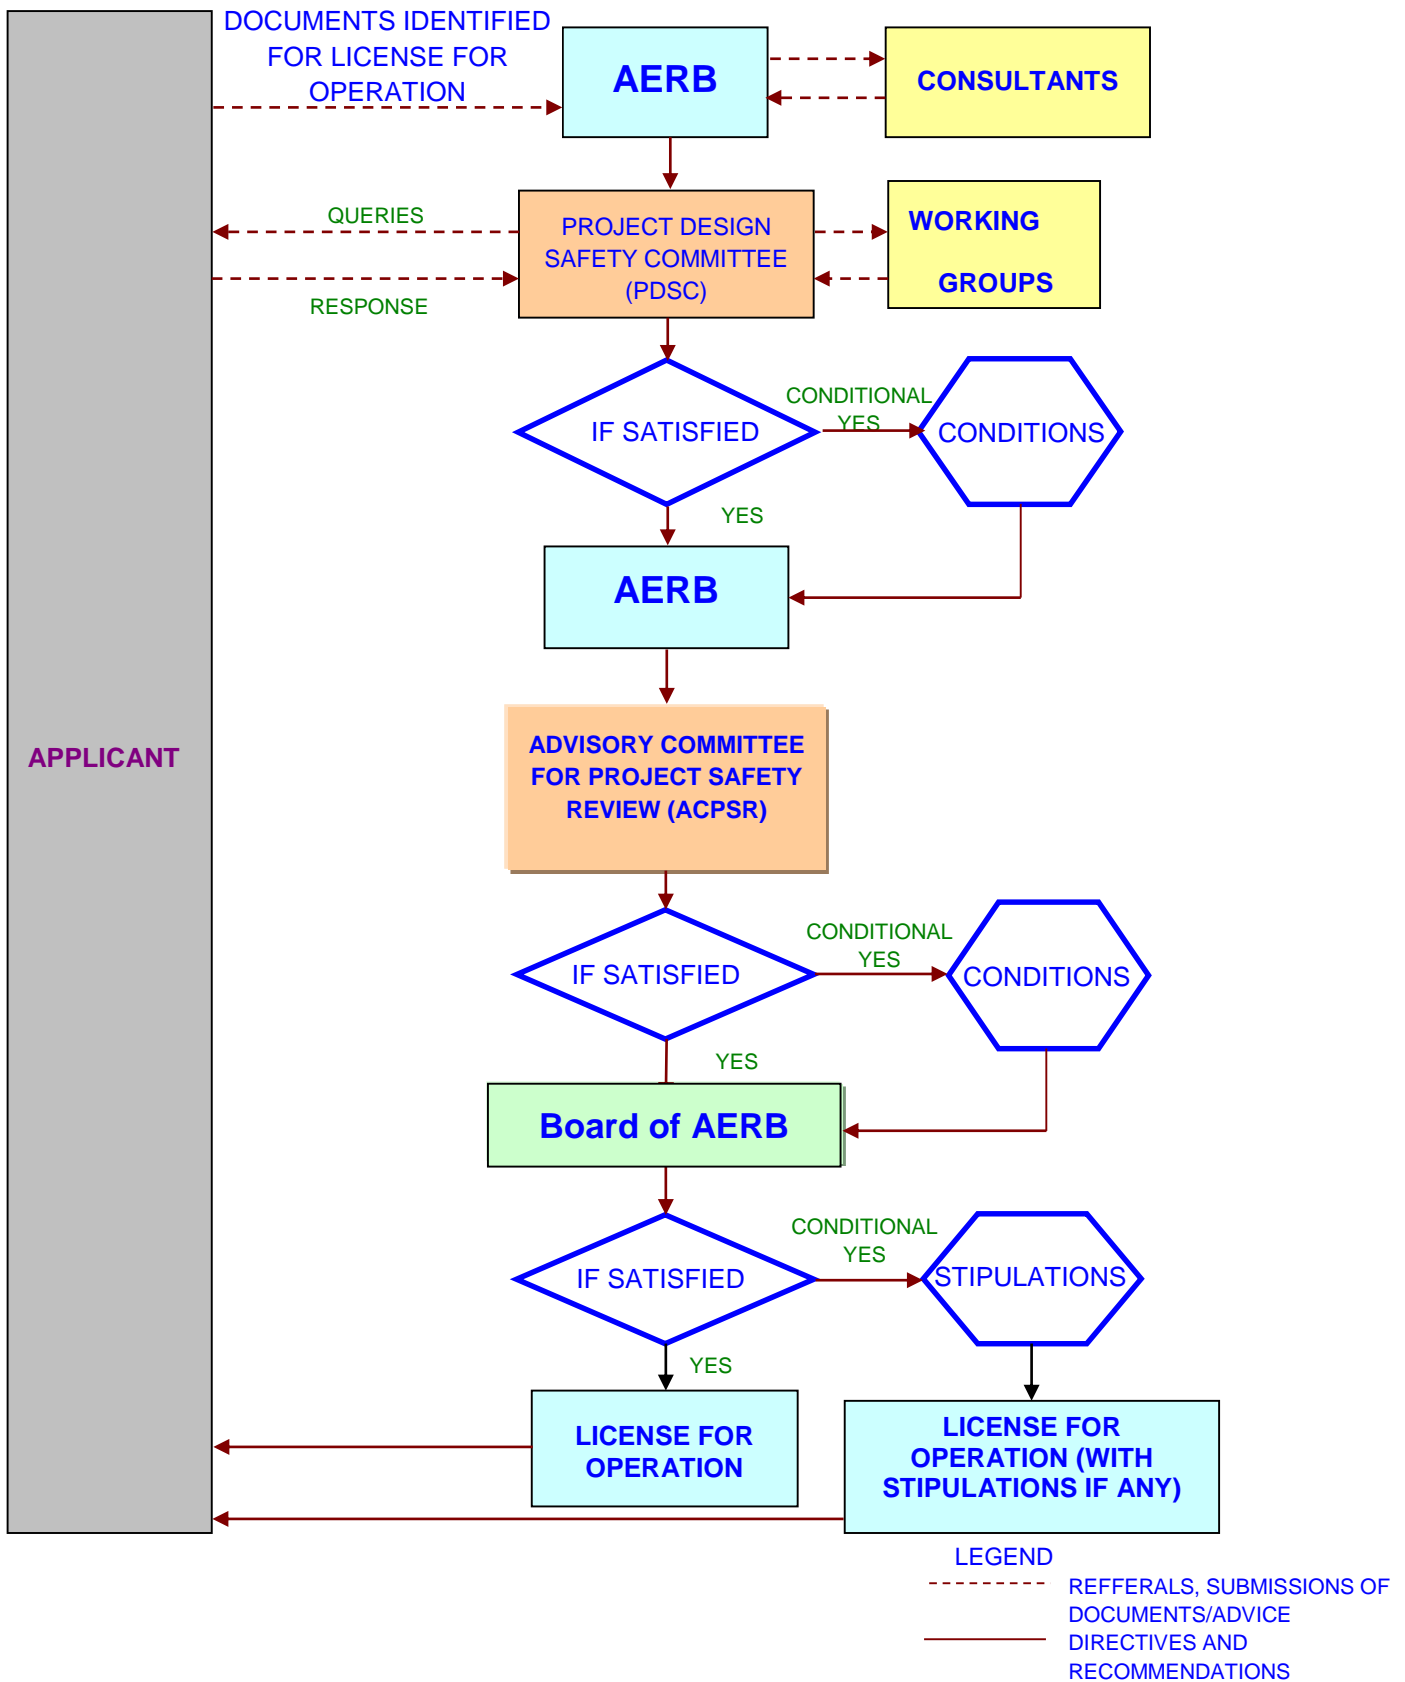 DOCUMENTS IDENTIFIED
FOR LICENSE FOR
OPERATION
AERB
CONSULTANTS
QUERIES
PROJECT DESIGN
SAFETY COMMITTEE
(PDSC)
WORKING
GROUPS
RESPONSE
IF SATISFIED
CONDITIONAL
YES
CONDITIONS
YES
AERB
APPLICANT
ADVISORY COMMITTEE
FOR PROJECT SAFETY
REVIEW (ACPSR)
IF SATISFIED
CONDITIONAL
YES
CONDITIONS
YES
Board of AERB
IF SATISFIED
CONDITIONAL
YES
STIPULATIONS
YES
LICENSE FOR
OPERATION
LICENSE FOR
OPERATION (WITH
STIPULATIONS IF ANY)
LEGEND
REFFERALS, SUBMISSIONS OF
DOCUMENTS/ADVICE
DIRECTIVES AND
RECOMMENDATIONS